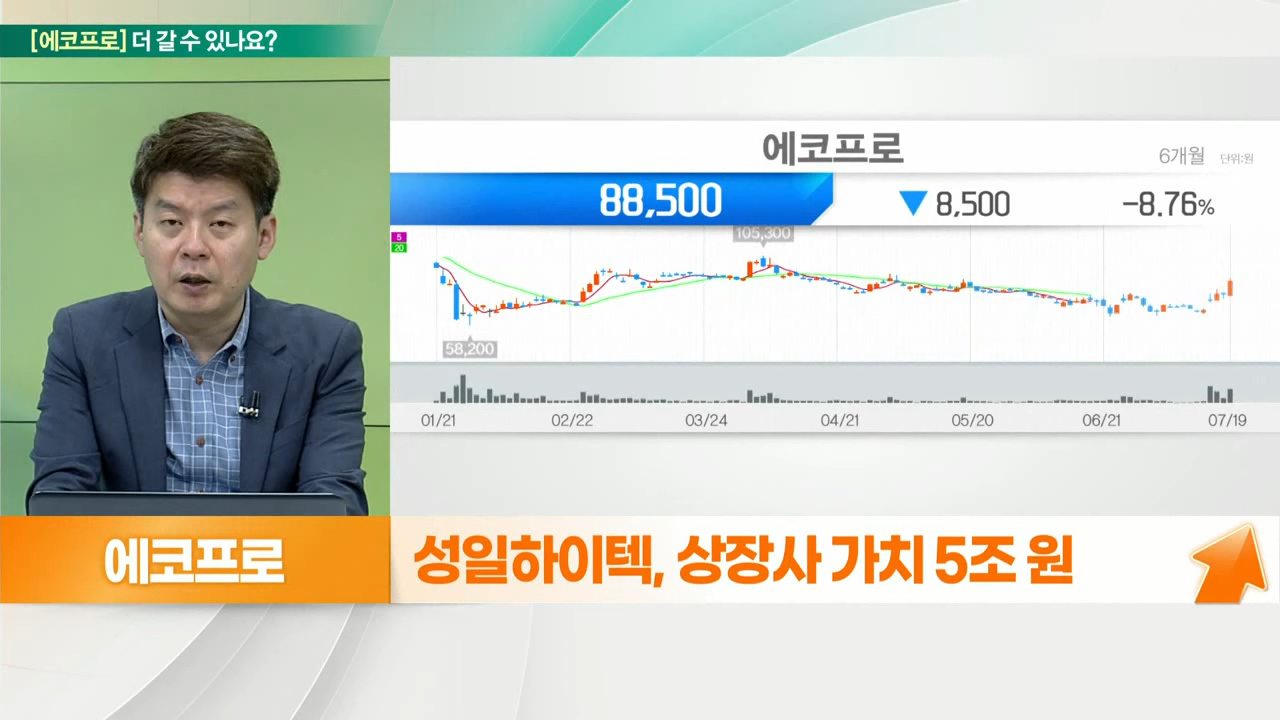 [에코프로] 더 갈 수 있나요?
에코프로
6개월 단위:원
88,500 ▼ 8,500 -8.76%
5
20
105,300
58,200
01/21 02/22 03/24 04/21 05/20 06/21 07/19
에코프로
성일하이텍, 상장사 가치 5조 원